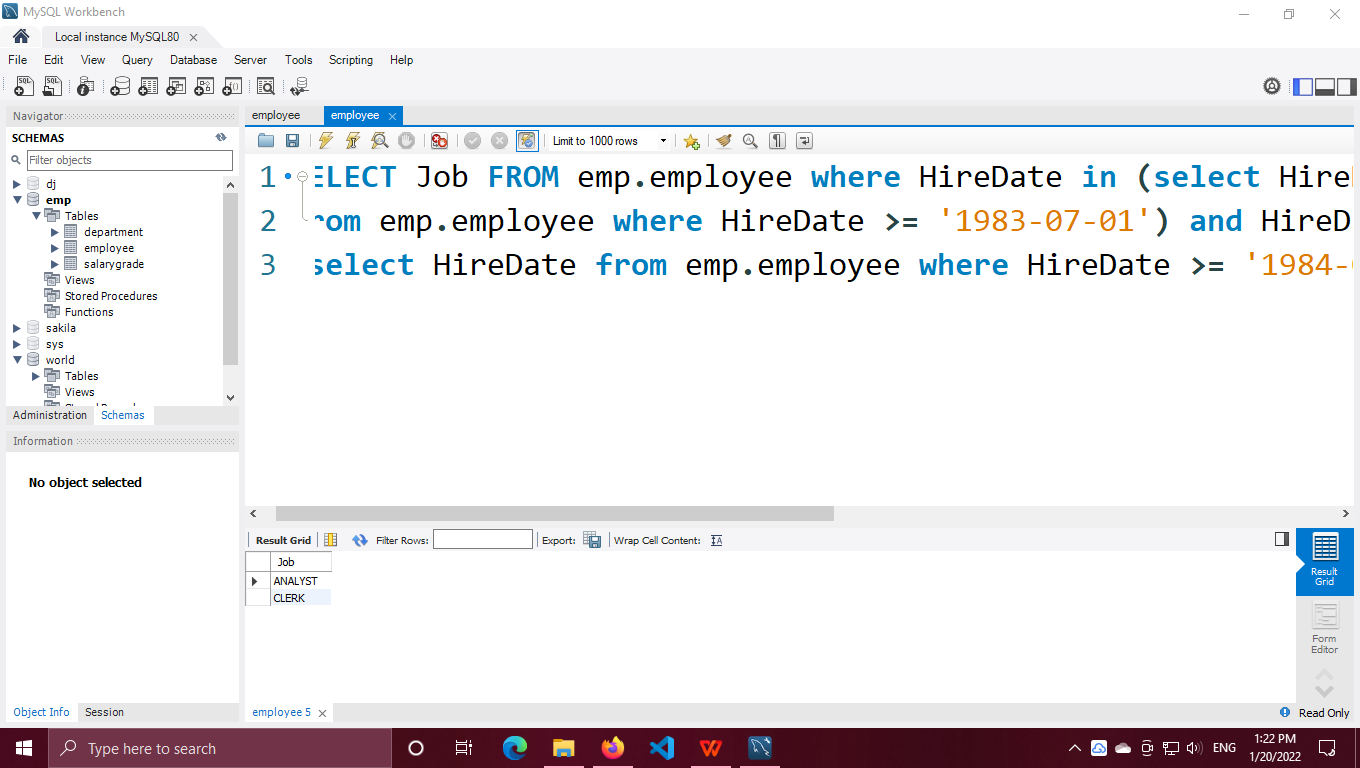 MySQL Workbench
Local instance MySQL80
File Edit View Query Database Server Tools Scripting Help
Navigator
SCHEMAS
Filter objects
dj
emp
Tables
department
employee
salarygrade
Views
Stored Procedures
Functions
sakila
sys
world
Tables
Views
Administration Schemas
Information
No object selected
Object Info Session
employee employee
Limit to 1000 rows
1 ELECT Job FROM emp.employee where HireDate in (select Hire
2 rom emp.employee where HireDate >= '1983-07-01') and HireD
3 select HireDate from emp.employee where HireDate >= '1984-
Result Grid Filter Rows: Export: Wrap Cell Content:
Job
ANALYST
CLERK
Result Grid
Form Editor
employee 5
Read Only
Type here to search
ENG
1:22 PM
1/20/2022